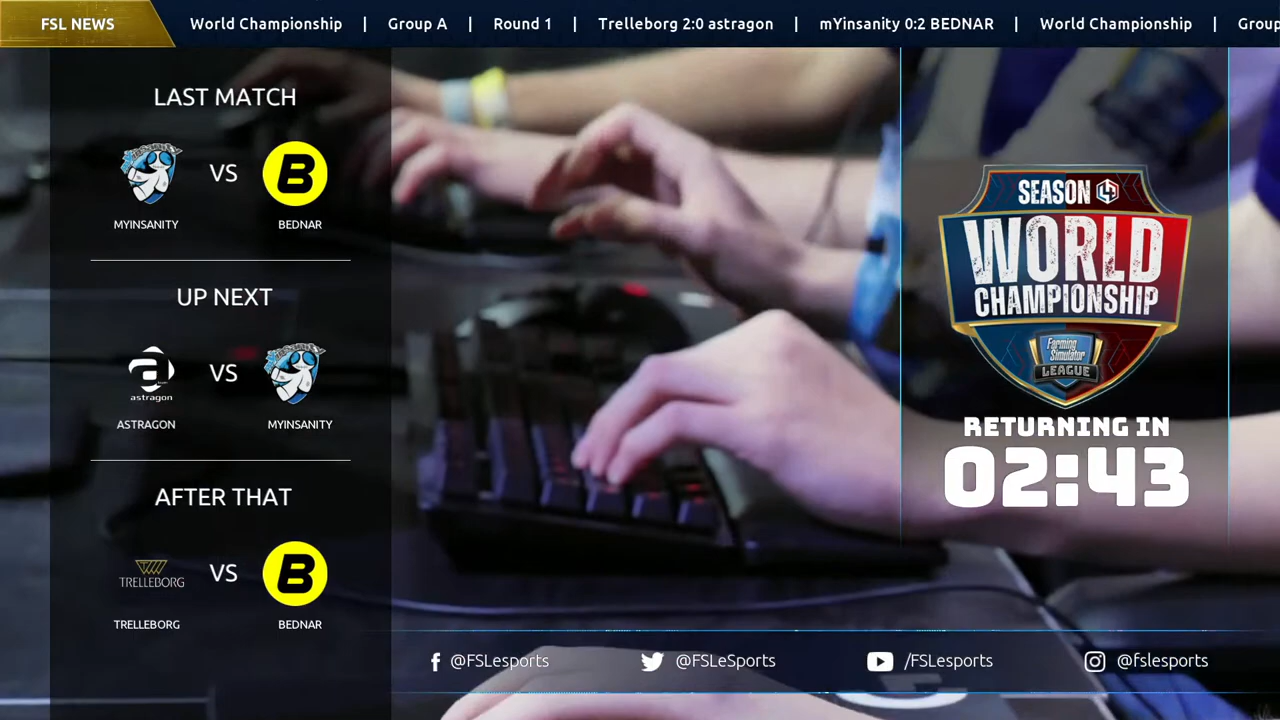 FSL NEWS World Championship | Group A | Round 1 | Trelleborg 2:0 astragon | mYinsanity 0:2 BEDNAR | World Championship | Group
LAST MATCH
VS
B
MYINSANITY
BEDNAR
UP NEXT
a
astragon
VS
ASTRAGON
MYINSANITY
AFTER THAT
TRELLEBORG
VS
B
TRELLEBORG
BEDNAR
SEASON 4
WORLD
CHAMPIONSHIP
Farming
Simulator
LEAGUE
RETURNING IN
02:43
@FSLesports
@FSLeSports
/FSLesports
@fslesports